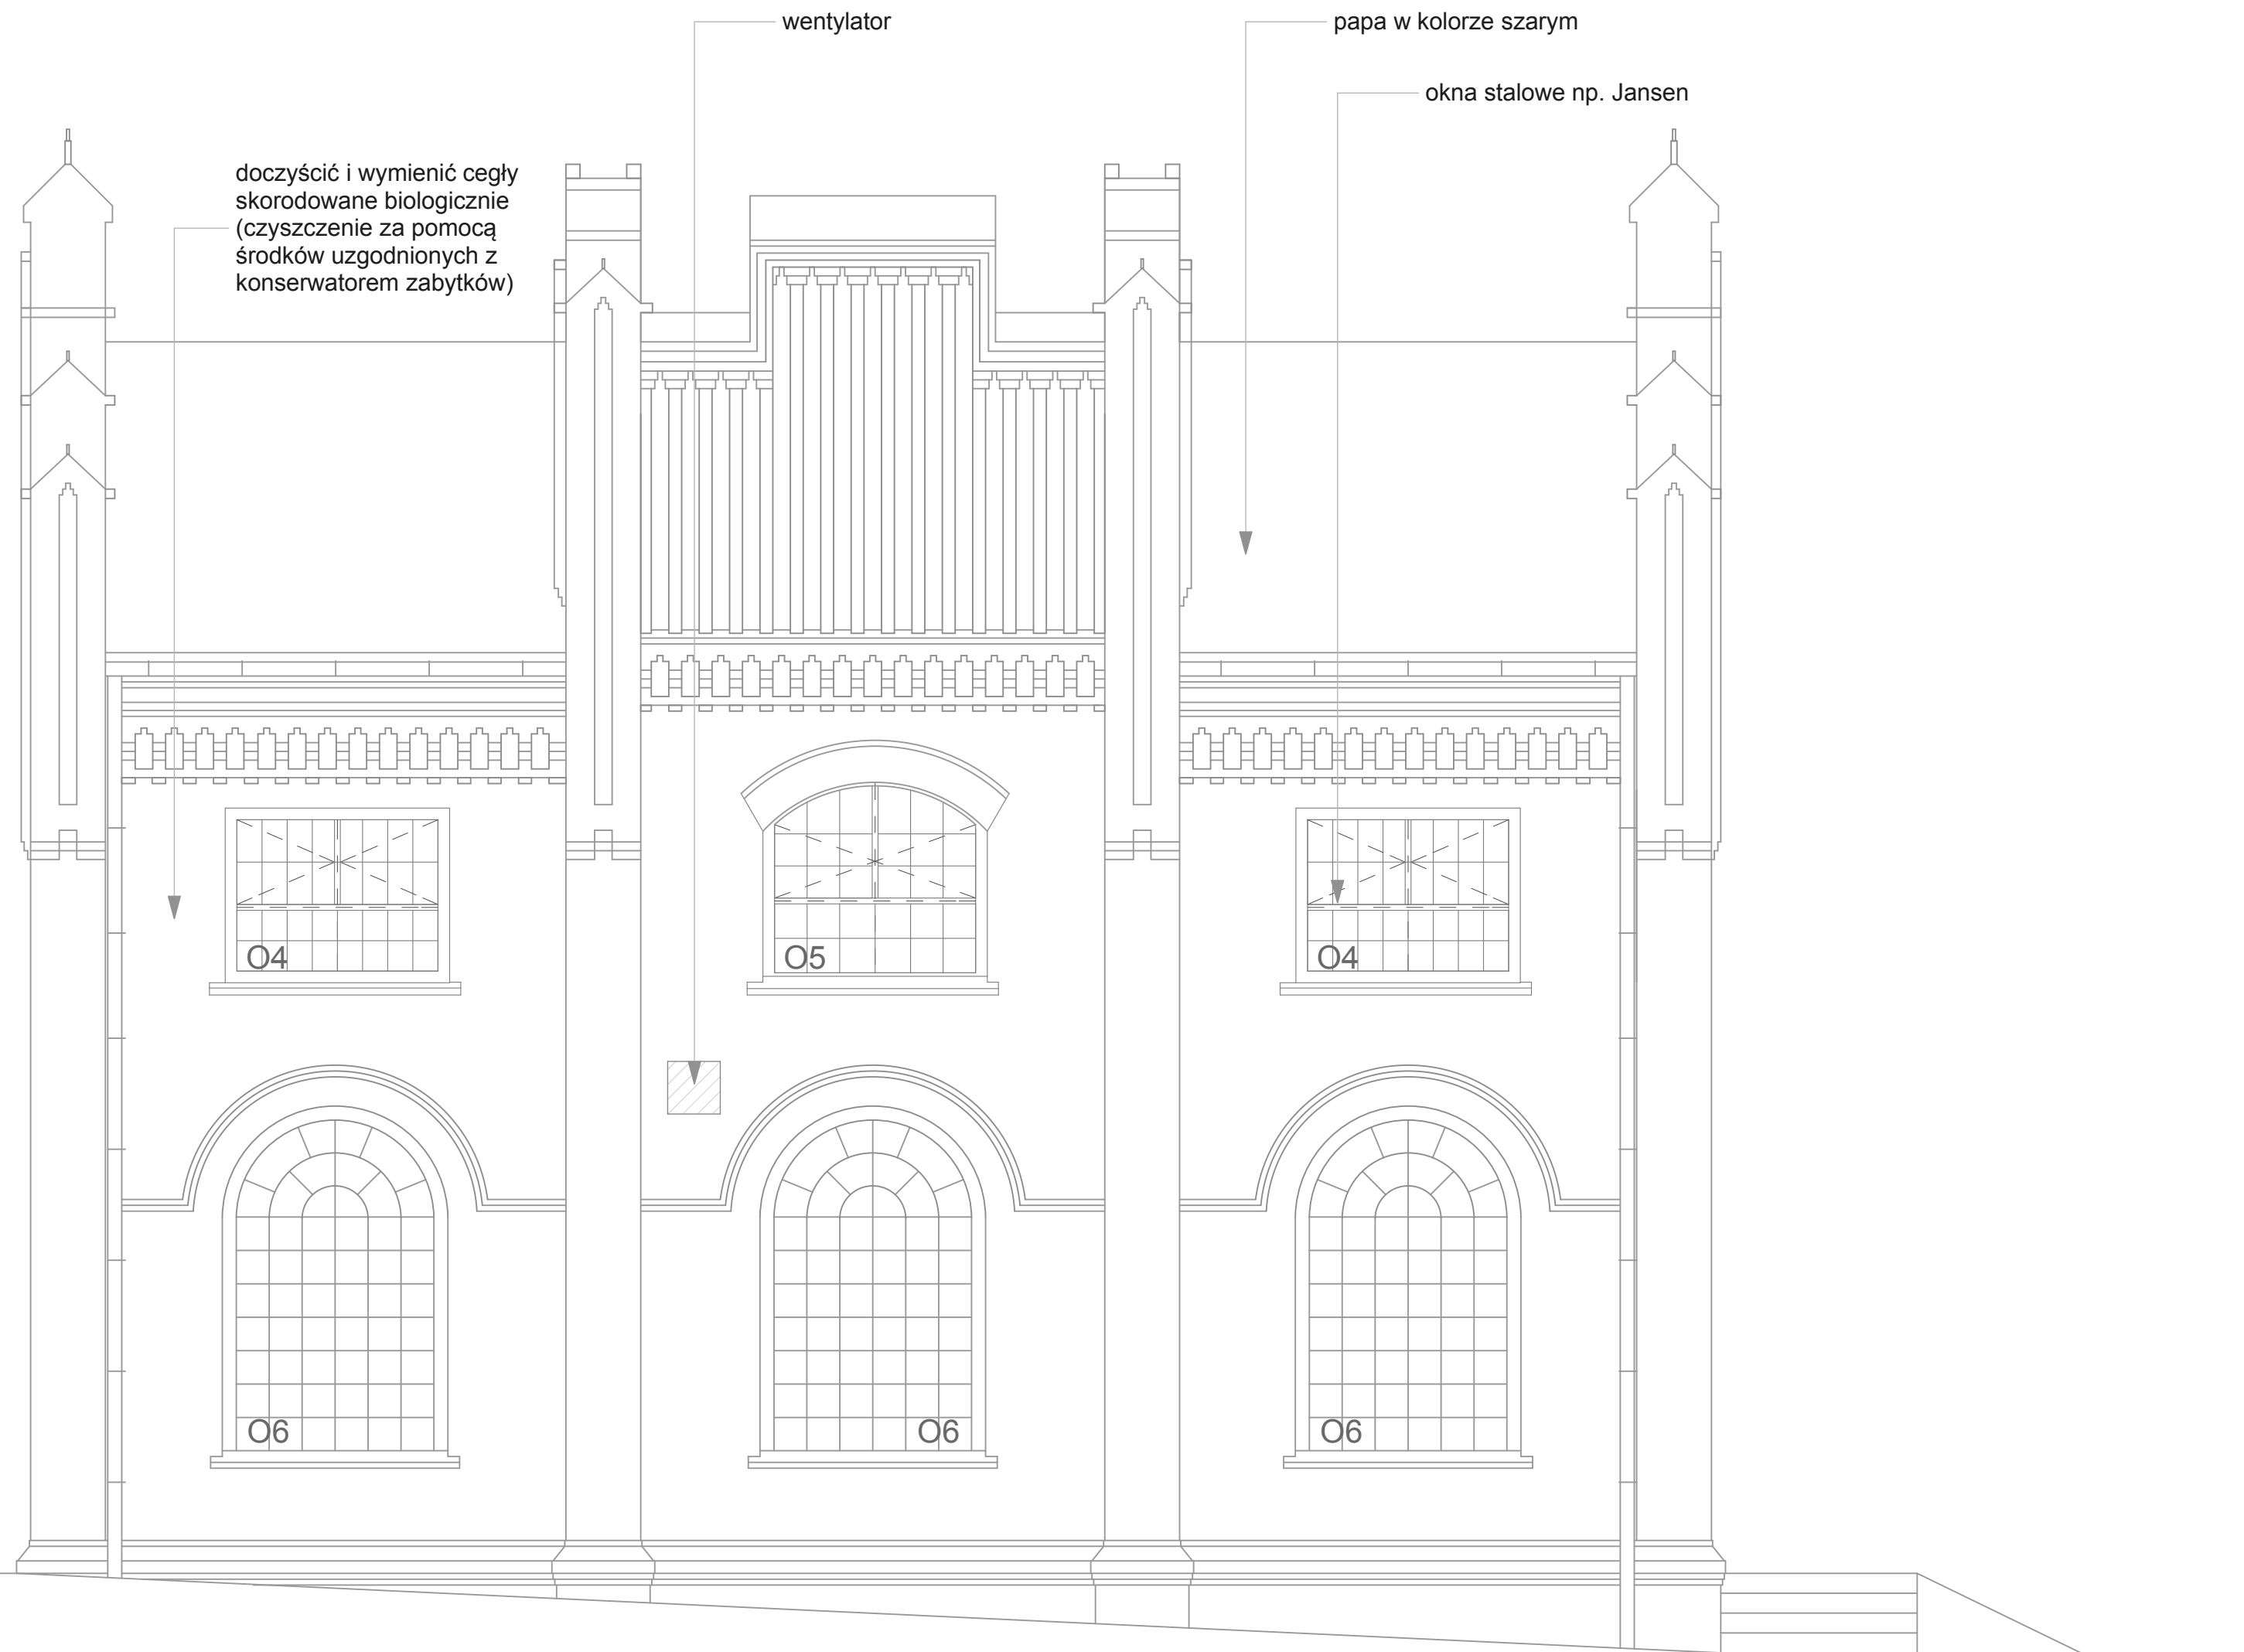 wentylator
papa w kolorze szarym
okna stalowe np. Jansen
doczyścić i wymienić cegły
skorodowane biologicznie
(czyszczenie za pomocą
środków uzgodnionych z
konserwatorem zabytków)
O4
O5
O4
O6
O6
O6